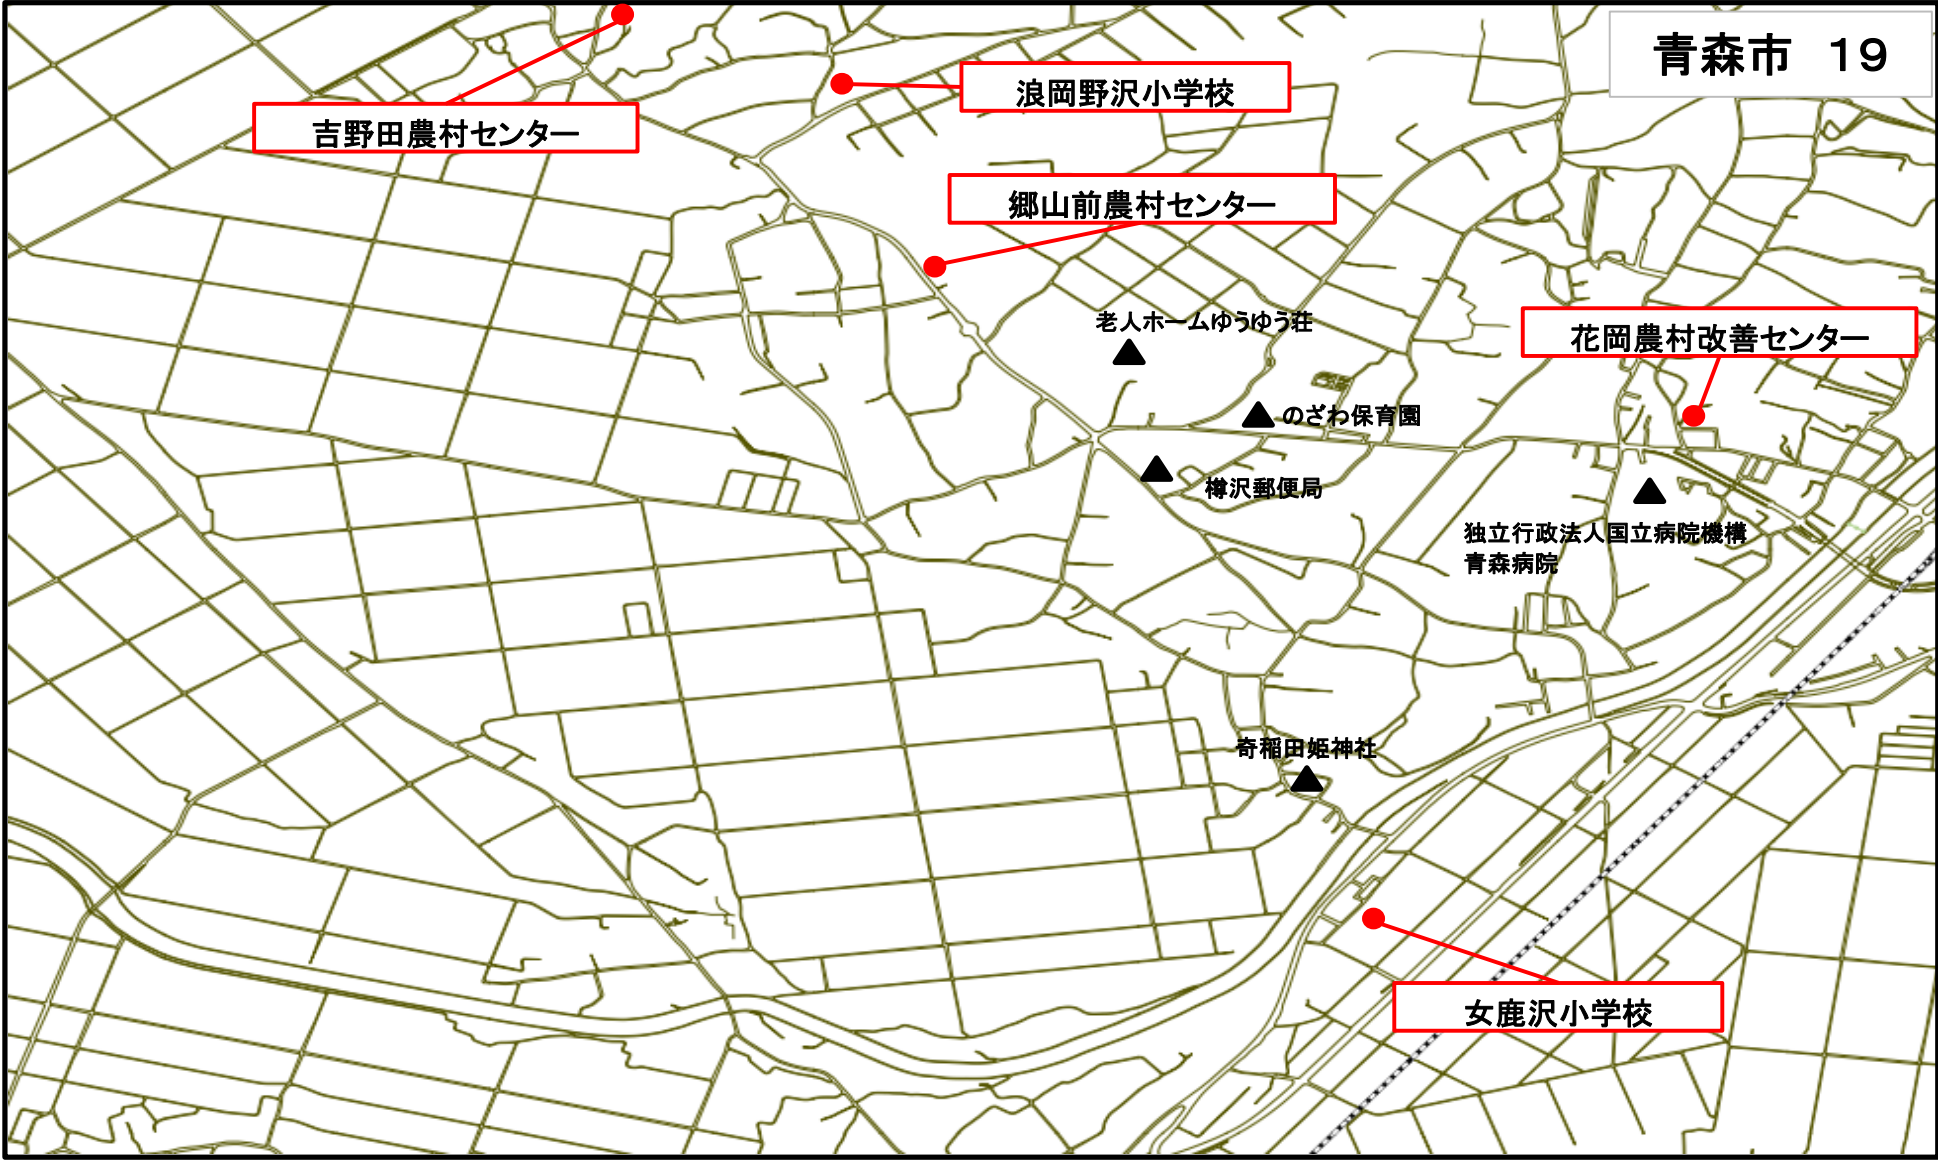 青森市 19
浪岡野沢小学校
吉野田農村センター
郷山前農村センター
老人ホームゆうゆう荘
花岡農村改善センター
のざわ保育園
樽沢郵便局
独立行政法人国立病院機構
青森病院
奇稲田姫神社
女鹿沢小学校